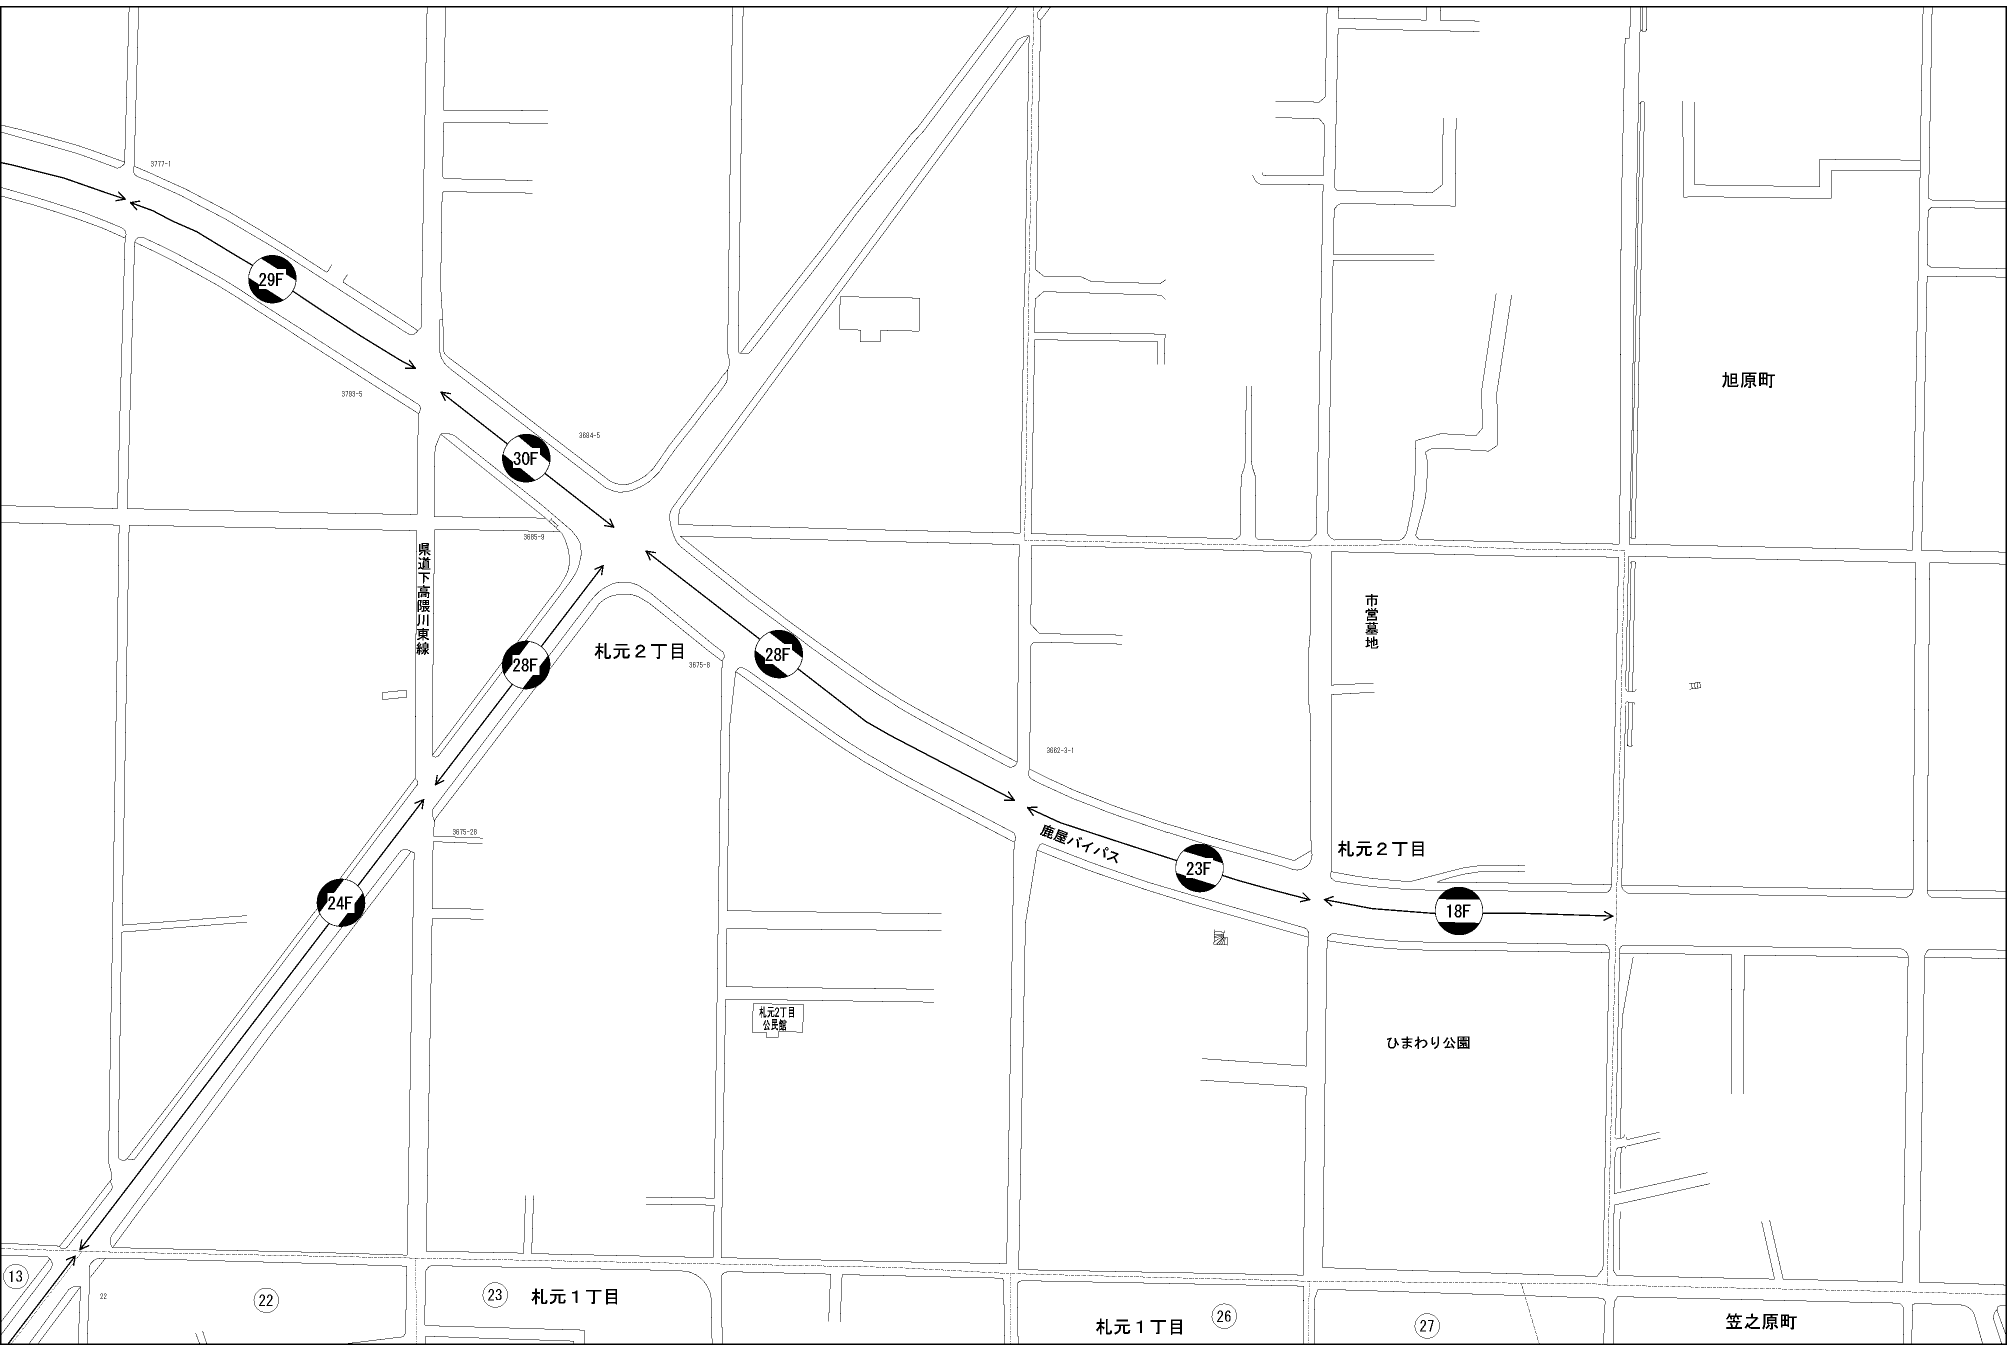 3777-1
29F
旭原町
3793-5
3684-5
30F
3685-9
県道下高隈川東線
市営墓地
28F
札元２丁目
28F
3675-8
3662-3-1
3675-28
鹿屋バイパス
札元２丁目
23F
24F
18F
札元2丁目
公民館
ひまわり公園
13
22
22
23
札元１丁目
札元１丁目
26
27
笠之原町